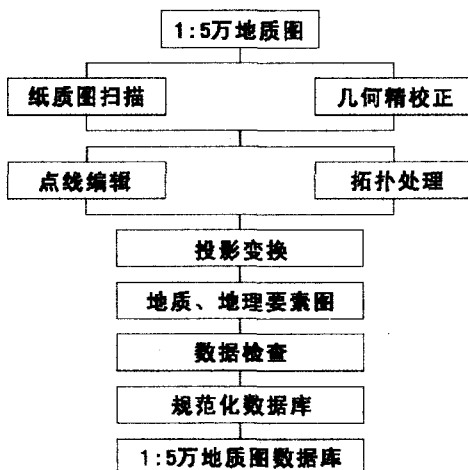 1:5万地质图
纸质图扫描
几何精校正
点线编辑
拓扑处理
投影变换
地质、地理要素图
数据检查
规范化数据库
1:5万地质图数据库